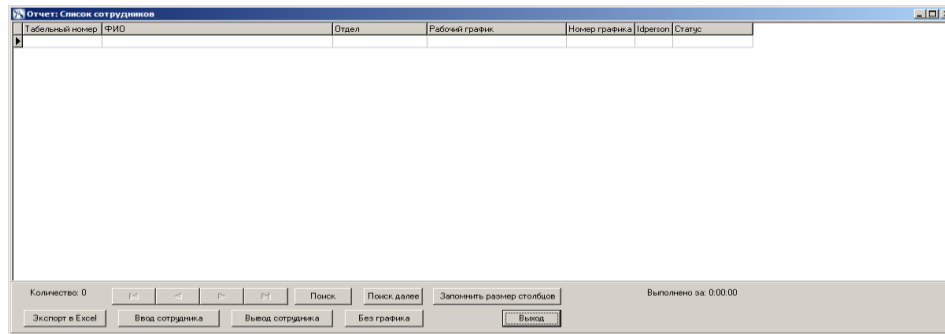 Отчет: Список сотрудников
Табельный номер ФИО Отдел Рабочий график Номер графика Idperson Статус
Количество: 0 Поиск Поиск далее Запомнить размер столбцов Выполнено за: 0:00:00
Экспорт в Excel Ввод сотрудника Вывод сотрудника Без графика Выход